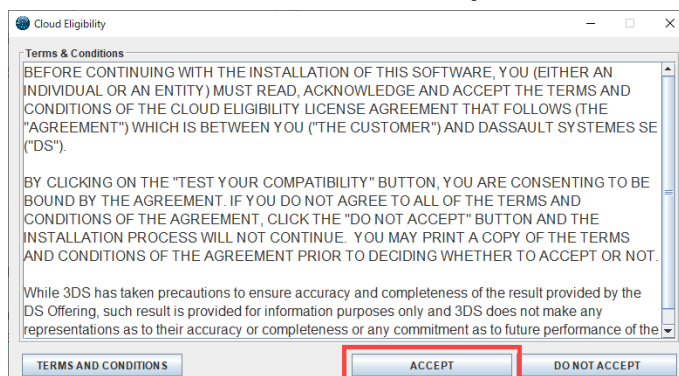 Cloud Eligibility
Terms & Conditions
BEFORE CONTINUING WITH THE INSTALLATION OF THIS SOFTWARE, YOU (EITHER AN
INDIVIDUAL OR AN ENTITY) MUST READ, ACKNOWLEDGE AND ACCEPT THE TERMS AND
CONDITIONS OF THE CLOUD ELIGIBILITY LICENSE AGREEMENT THAT FOLLOWS (THE
"AGREEMENT") WHICH IS BETWEEN YOU ("THE CUSTOMER") AND DASSAULT SYSTEMES SE
("DS").
BY CLICKING ON THE "TEST YOUR COMPATIBILITY" BUTTON, YOU ARE CONSENTING TO BE
BOUND BY THE AGREEMENT. IF YOU DO NOT AGREE TO ALL OF THE TERMS AND
CONDITIONS OF THE AGREEMENT, CLICK THE "DO NOT ACCEPT" BUTTON AND THE
INSTALLATION PROCESS WILL NOT CONTINUE. YOU MAY PRINT A COPY OF THE TERMS
AND CONDITIONS OF THE AGREEMENT PRIOR TO DECIDING WHETHER TO ACCEPT OR NOT.
While 3DS has taken precautions to ensure accuracy and completeness of the result provided by the
DS Offering, such result is provided for information purposes only and 3DS does not make any
representations as to their accuracy or completeness or any commitment as to future performance of the
TERMS AND CONDITIONS
ACCEPT
DO NOT ACCEPT